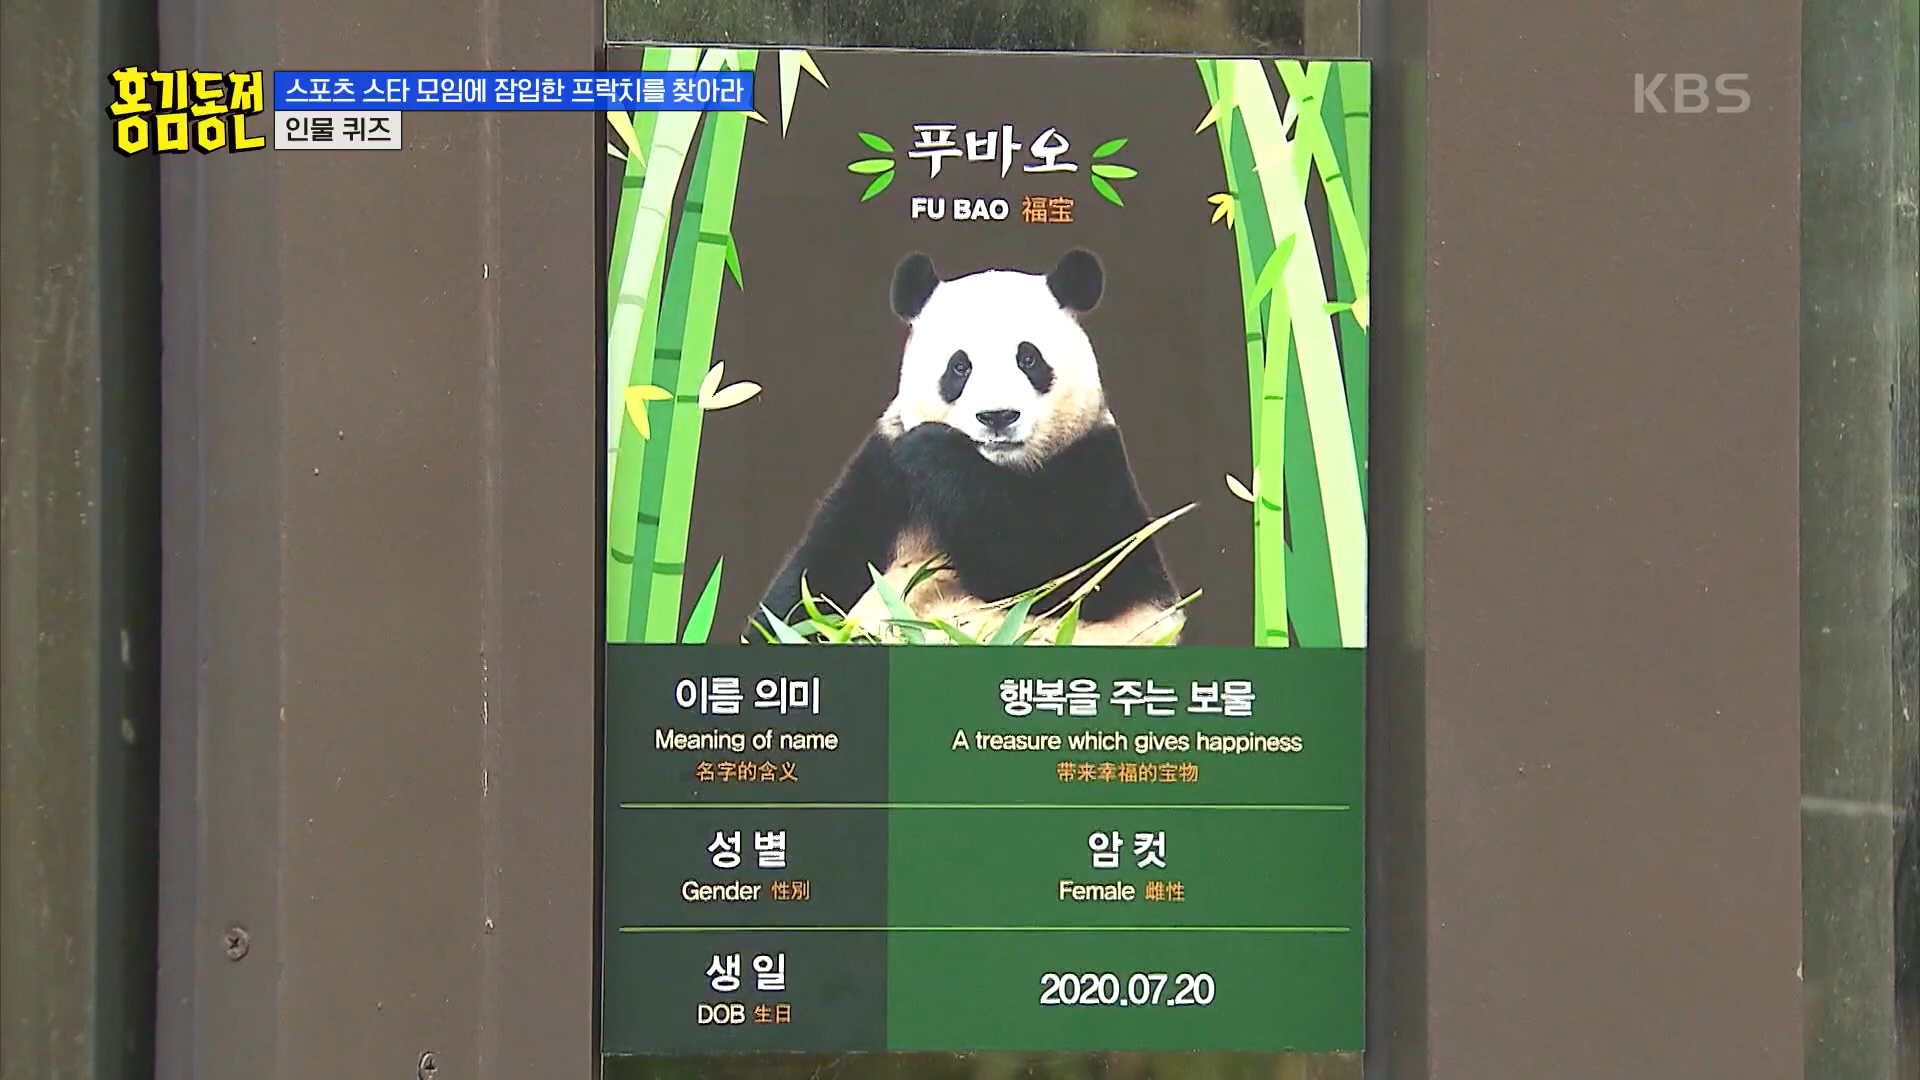 홍김동전
스포츠 스타 모임에 잠입한 프락치를 찾아라
인물 퀴즈
KBS
푸바오
FU BAO 福宝
이름 의미
Meaning of name
名字的含义
행복을 주는 보물
A treasure which gives happiness
带来幸福的宝物
성별
Gender 性別
암컷
Female 雌性
생일
DOB 生日
2020.07.20